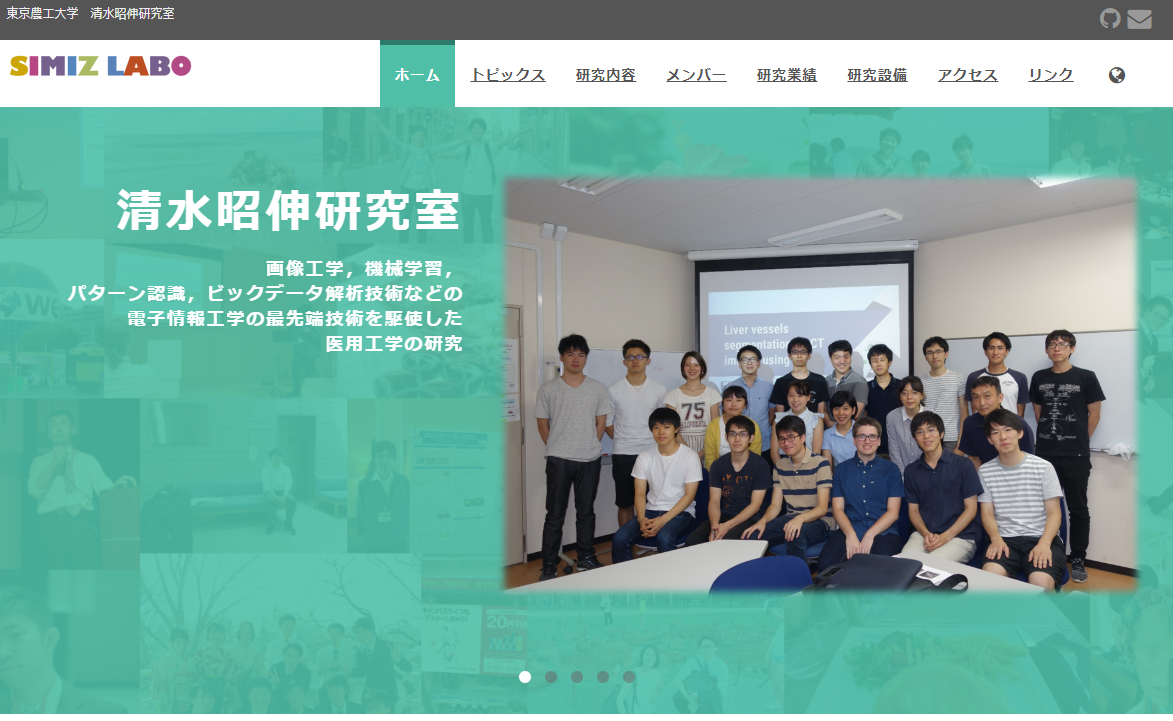 東京農工大学　清水昭伸研究室
SIMIZ LABO
ホーム
トピックス
研究内容
メンバー
研究業績
研究設備
アクセス
リンク
清水昭伸研究室
画像工学，機械学習，
パターン認識，ビックデータ解析技術などの
電子情報工学の最先端技術を駆使した
医用工学の研究
Liver vessels
CT
using
75
CALIFORNIA
20